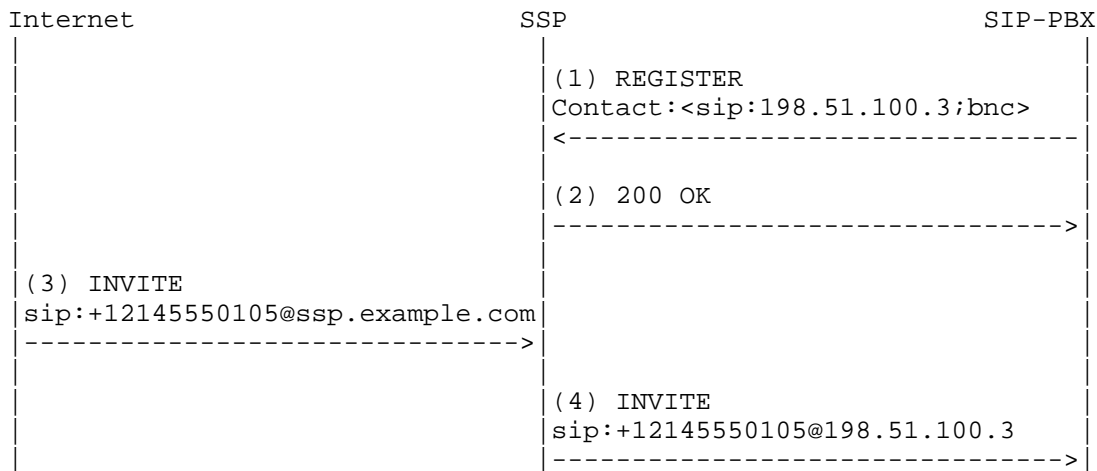 Internet SSP SIP-PBX
(1) REGISTER
Contact:<sip:198.51.100.3;bnc>
(2) 200 OK
(3) INVITE
sip:+12145550105@ssp.example.com
(4) INVITE
sip:+12145550105@198.51.100.3